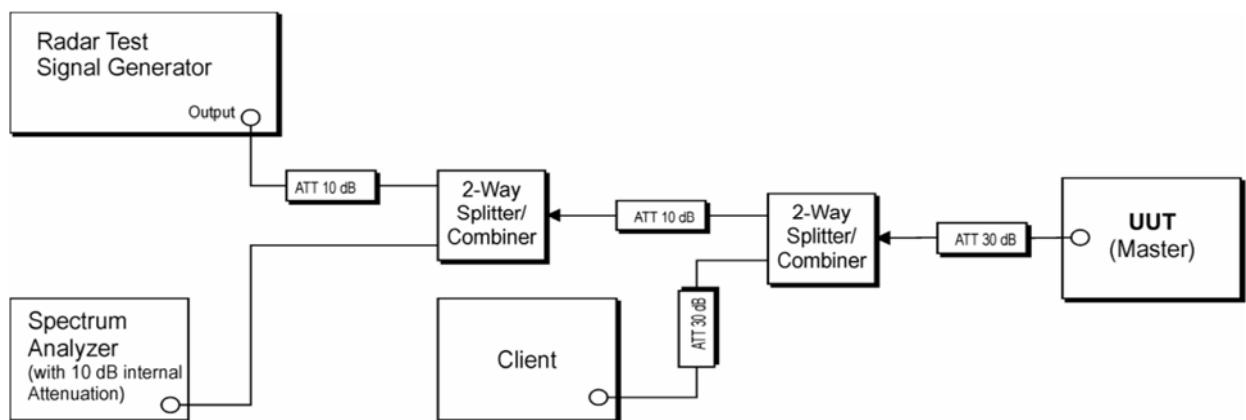 Radar Test
Signal Generator
Output
ATT 10 dB
2-Way
Splitter/
Combiner
ATT 10 dB
2-Way
Splitter/
Combiner
ATT 30 dB
UUT
(Master)
ATT 30 dB
Spectrum
Analyzer
(with 10 dB internal
Attenuation)
Client